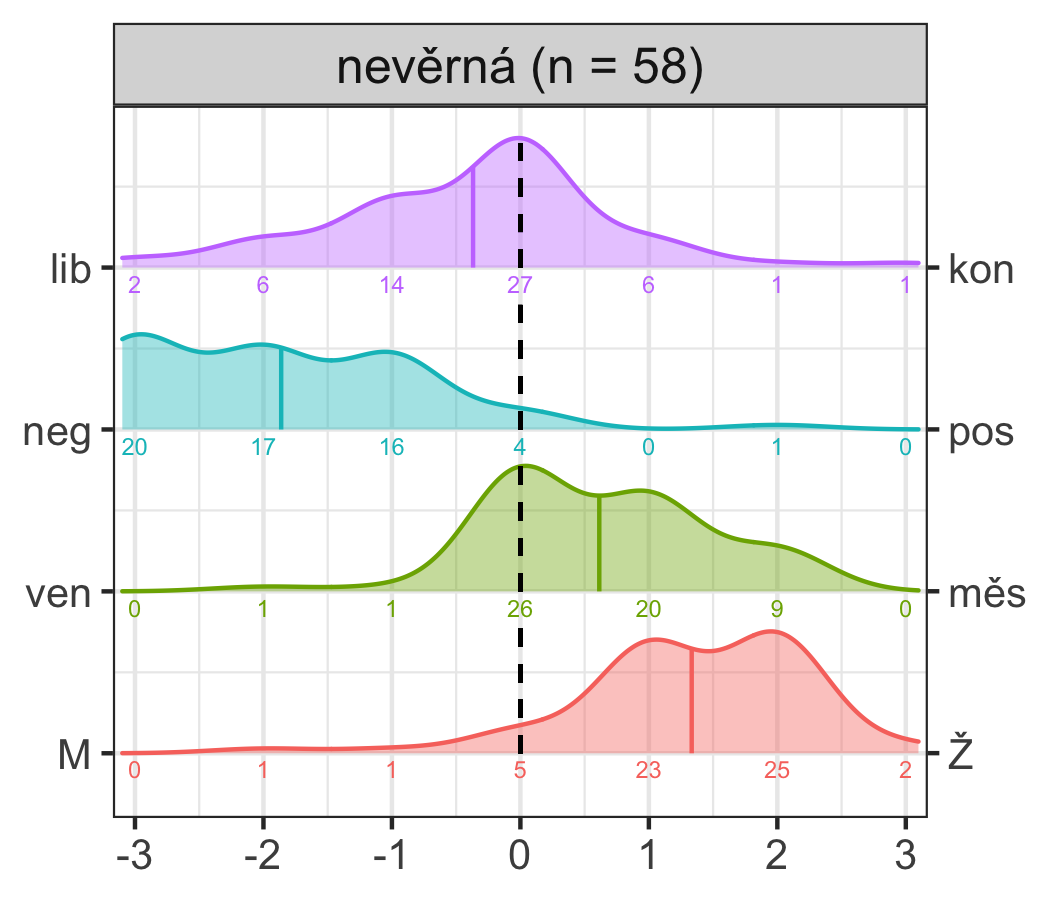 nevěrná (n = 58)
lib kon
2 6 14 27 6 1 1
neg pos
20 17 16 4 0 1 0
ven měs
0 1 1 26 20 9 0
M Ž
0 1 1 5 23 25 2
-3 -2 -1 0 1 2 3